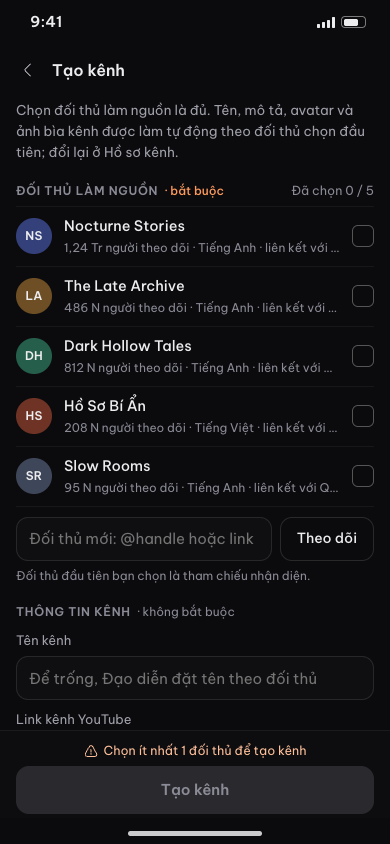 9:41
Tạo kênh
Chọn đối thủ làm nguồn là đủ. Tên, mô tả, avatar và
ảnh bìa kênh được làm tự động theo đối thủ chọn đầu
tiên; đổi lại ở Hồ sơ kênh.
ĐỐI THỦ LÀM NGUỒN · bắt buộc Đã chọn 0 / 5
NS Nocturne Stories
1,24 Tr người theo dõi · Tiếng Anh · liên kết với ...
LA The Late Archive
486 N người theo dõi · Tiếng Anh · liên kết với ...
DH Dark Hollow Tales
812 N người theo dõi · Tiếng Anh · liên kết với ...
HS Hồ Sơ Bí Ẩn
208 N người theo dõi · Tiếng Việt · liên kết với ...
SR Slow Rooms
95 N người theo dõi · Tiếng Anh · liên kết với Q...
Đối thủ mới: @handle hoặc link Theo dõi
Đối thủ đầu tiên bạn chọn là tham chiếu nhận diện.
THÔNG TIN KÊNH · không bắt buộc
Tên kênh
Để trống, Đạo diễn đặt tên theo đối thủ
Link kênh YouTube
Chọn ít nhất 1 đối thủ để tạo kênh
Tạo kênh